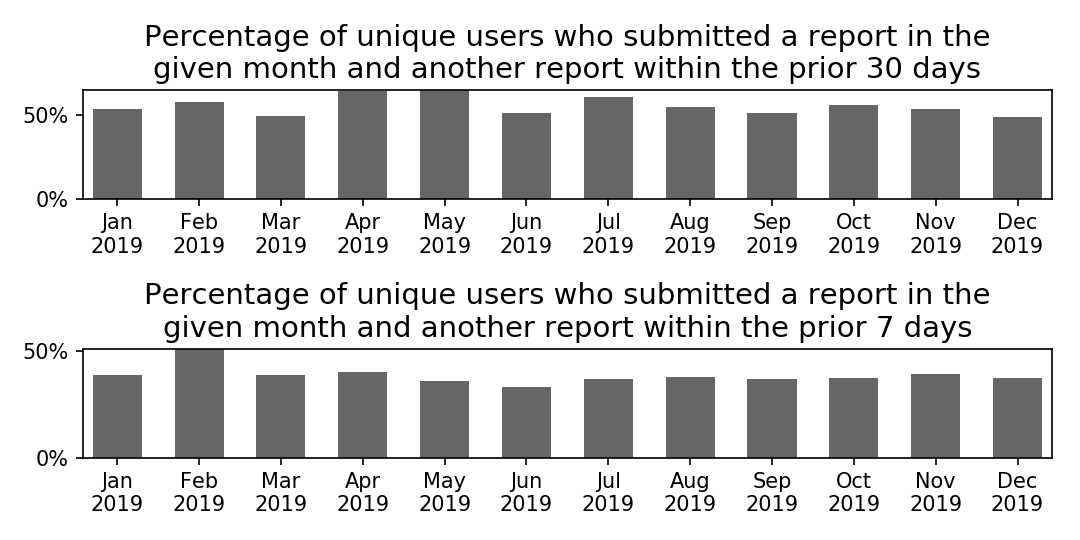 Percentage of unique users who submitted a report in the
given month and another report within the prior 30 days
50%
0%
Jan Feb Mar Apr May Jun Jul Aug Sep Oct Nov Dec
2019 2019 2019 2019 2019 2019 2019 2019 2019 2019 2019 2019
Percentage of unique users who submitted a report in the
given month and another report within the prior 7 days
50%
0%
Jan Feb Mar Apr May Jun Jul Aug Sep Oct Nov Dec
2019 2019 2019 2019 2019 2019 2019 2019 2019 2019 2019 2019